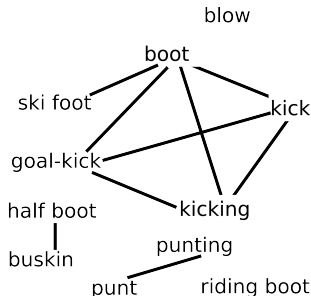 blow
boot
ski foot
kick
goal-kick
half boot
kicking
punting
buskin
punt
riding boot